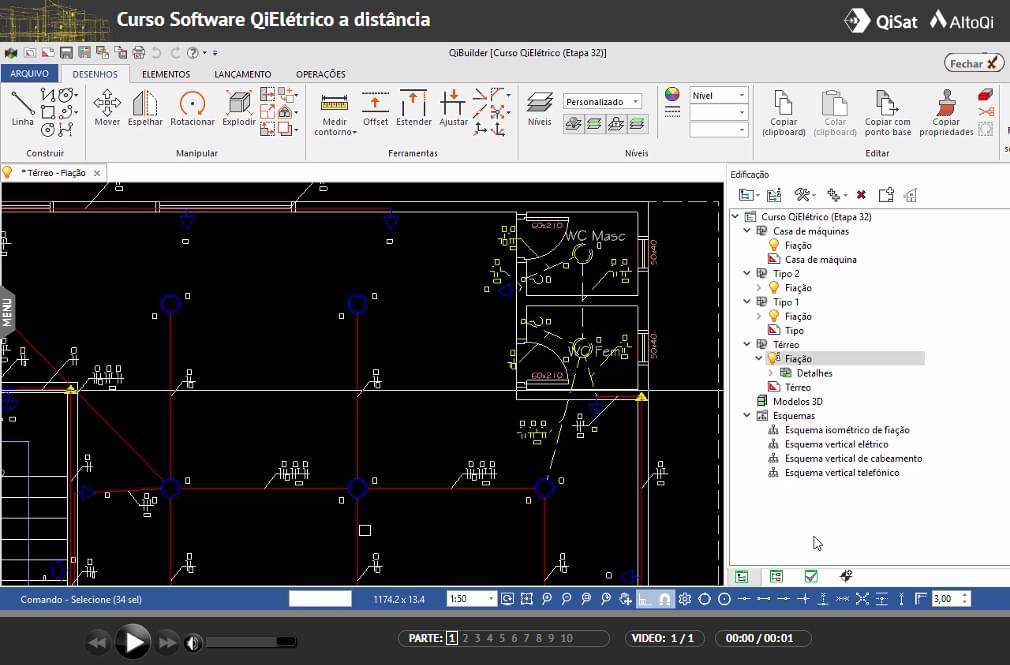 Curso Software QiElétrico a distância
QiSat
AltoQi
QiBuilder [Curso QiElétrico (Etapa 32)]
Fechar
ARQUIVO
DESENHOS
ELEMENTOS
LANÇAMENTO
OPERAÇÕES
Linha
Mover
Espelhar
Rotacionar
Explodir
Medir contorno
Offset
Estender
Ajustar
Níveis
Personalizado
Nível
Copiar (clipboard)
Colar (clipboard)
Copiar com ponto base
Copiar propriedades
Construir
Manipular
Ferramentas
Níveis
Editar
* Térreo - Fiação
Edificação
Curso QiElétrico (Etapa 32)
Casa de máquinas
Fiação
Casa de máquina
Tipo 2
Fiação
Tipo 1
Fiação
Tipo
Térreo
Fiação
Detalhes
Térreo
Modelos 3D
Esquemas
Esquema isométrico de fiação
Esquema vertical elétrico
Esquema vertical de cabeamento
Esquema vertical telefônico
60x210
WC Masc
50x40
WC Fem
50x40
60x210
MENU
Comando - Selecione (34 sel)
1174.2 x 13.4
1:50
3,00
PARTE: 1 2 3 4 5 6 7 8 9 10
VIDEO: 1 / 1
00:00 / 00:01